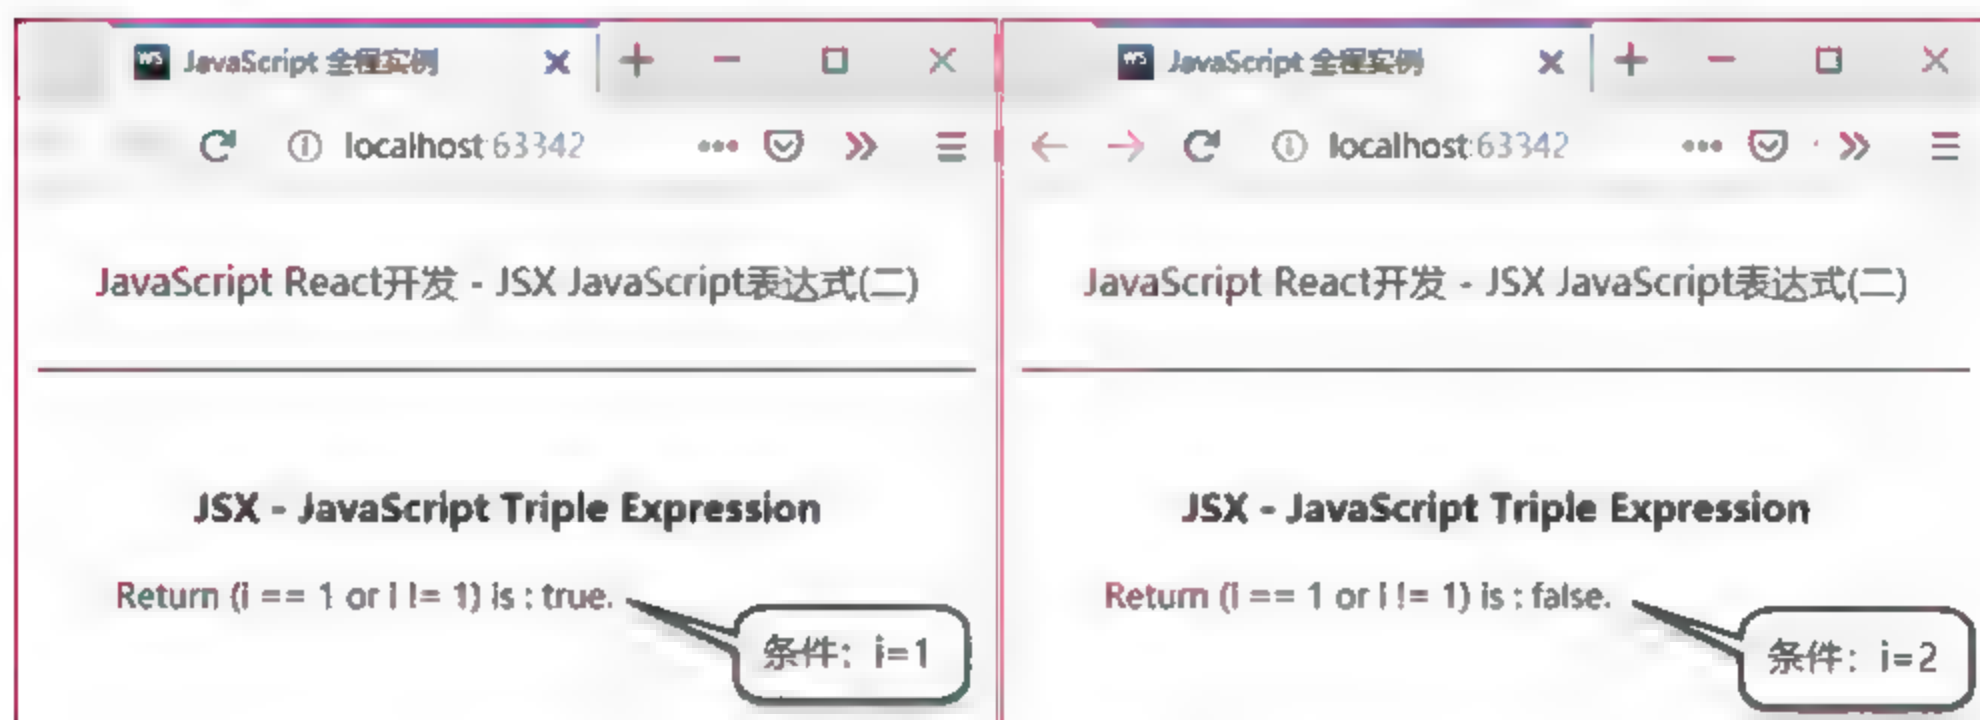 JavaScript 全程实例
localhost:63342
JavaScript React开发 - JSX JavaScript表达式(二)
JSX - JavaScript Triple Expression
Return (i == 1 or i != 1) is : true.
条件：i=1
JavaScript 全程实例
localhost:63342
JavaScript React开发 - JSX JavaScript表达式(二)
JSX - JavaScript Triple Expression
Return (i == 1 or i != 1) is : false.
条件：i=2